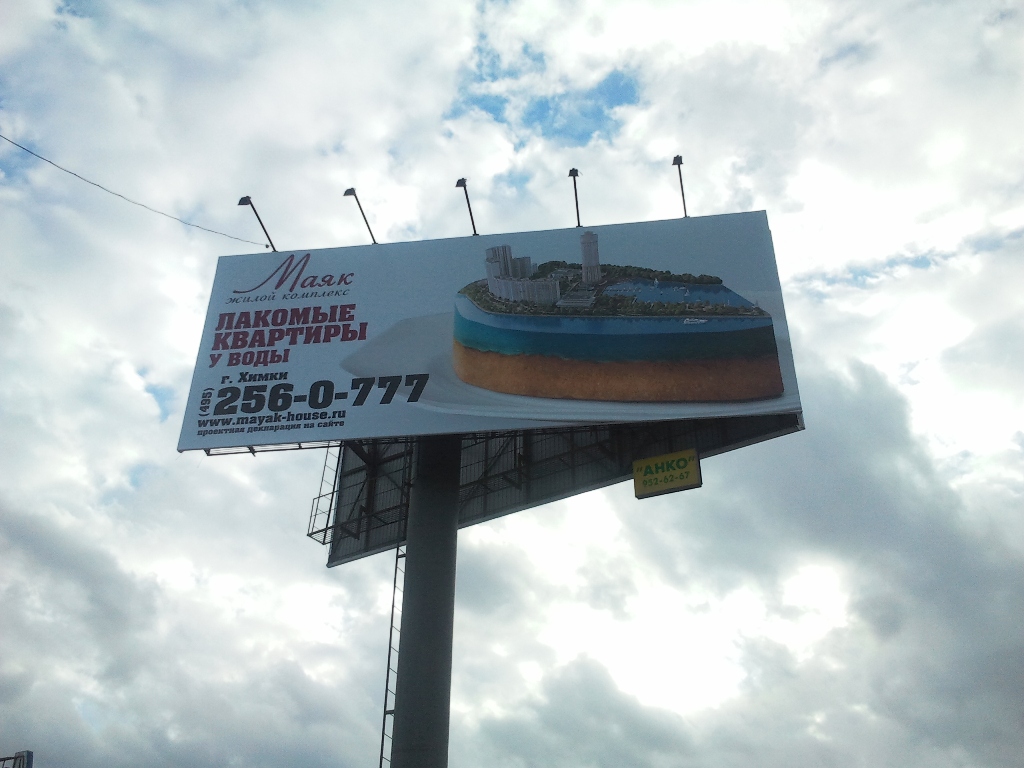 Маяк
жилой комплекс
ЛАКОМЫЕ
КВАРТИРЫ
У ВОДЫ
г. Химки
(495) 256-0-777
www.mayak-house.ru
проектная декларация на сайте
"АНКО"
952-62-67